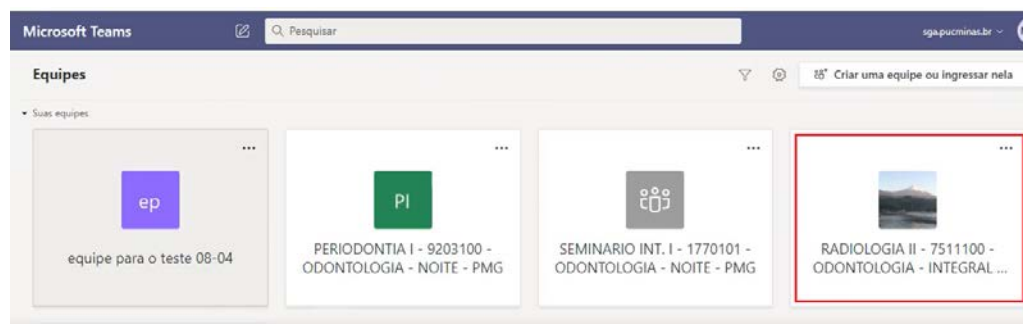 Microsoft Teams
Pesquisar
sga.pucminas.br
Equipes
Criar uma equipe ou ingressar nela
Suas equipes
ep
equipe para o teste 08-04
PI
PERIODONTIA I - 9203100 -
ODONTOLOGIA - NOITE - PMG
SEMINARIO INT. I - 1770101 -
ODONTOLOGIA - NOITE - PMG
RADIOLOGIA II - 7511100 -
ODONTOLOGIA - INTEGRAL ...